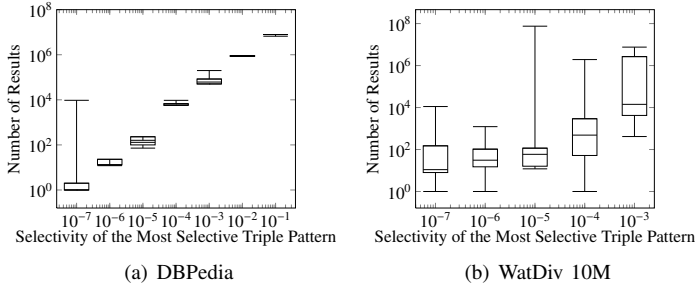 10^8
10^6
10^4
10^2
10^0
Number of Results
10^-7 10^-6 10^-5 10^-4 10^-3 10^-2 10^-1
Selectivity of the Most Selective Triple Pattern
(a) DBPedia
10^8
10^6
10^4
10^2
10^0
Number of Results
10^-7 10^-6 10^-5 10^-4 10^-3
Selectivity of the Most Selective Triple Pattern
(b) WatDiv 10M